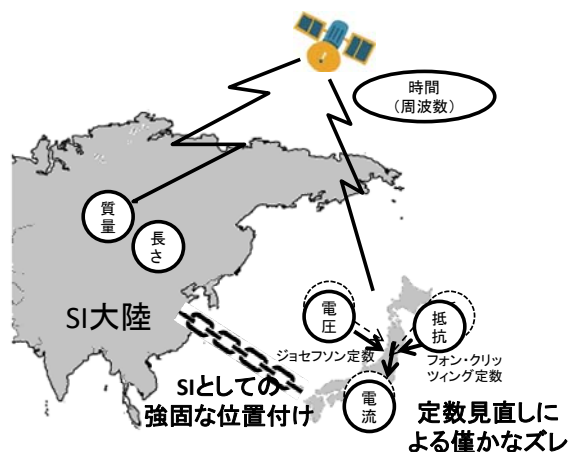 時間
(周波数)
質
量
長
さ
SI大陸
電
圧
抵
抗
ジョセフソン定数
フォン・クリッ
ツィング定数
SIとしての
強固な位置付け
電
流
定数見直しに
よる僅かなズレ